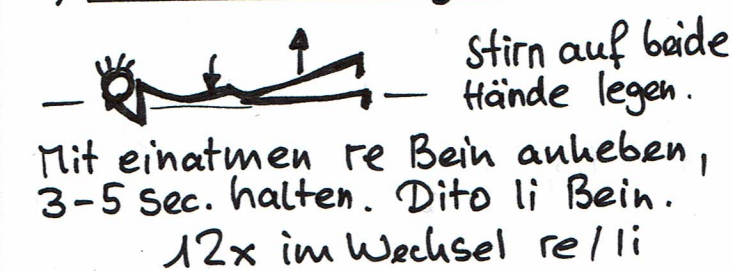 Stirn auf beide
Hände legen.
Mit einatmen re Bein anheben,
3-5 Sec. halten. Dito li Bein.
12x im Wechsel re/li